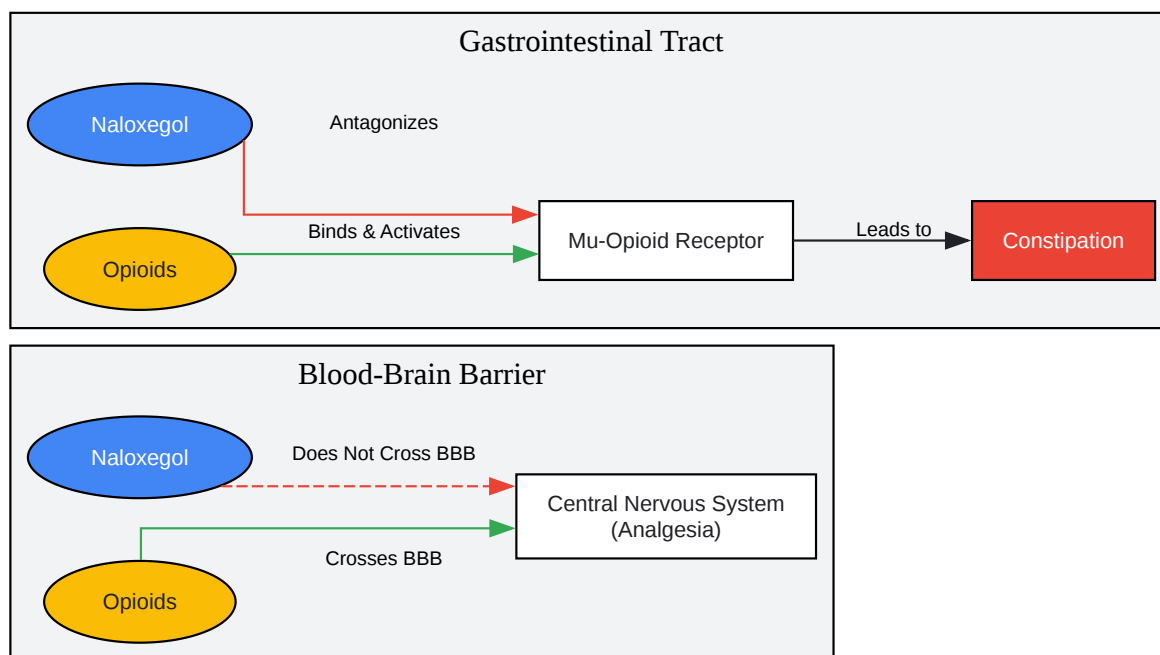 Gastrointestinal Tract
Naloxegol
Antagonizes
Binds & Activates
Opioids
Mu-Opioid Receptor
Leads to
Constipation
Blood-Brain Barrier
Naloxegol
Does Not Cross BBB
Central Nervous System
(Analgesia)
Crosses BBB
Opioids